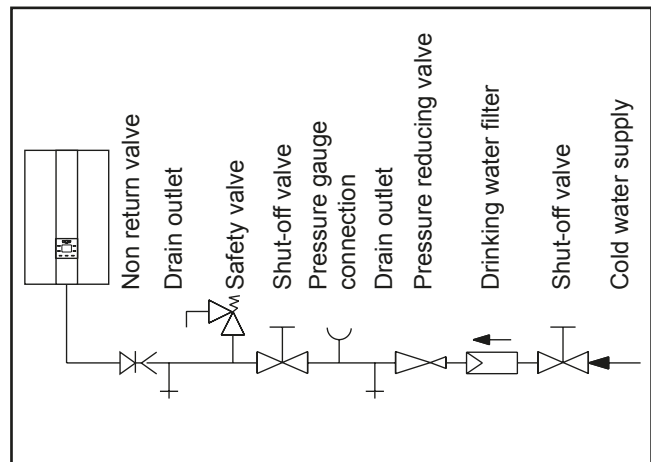 Non return valve
Drain outlet
Safety valve
Shut-off valve
Pressure gauge
connection
Drain outlet
Pressure reducing valve
Drinking water filter
Shut-off valve
Cold water supply